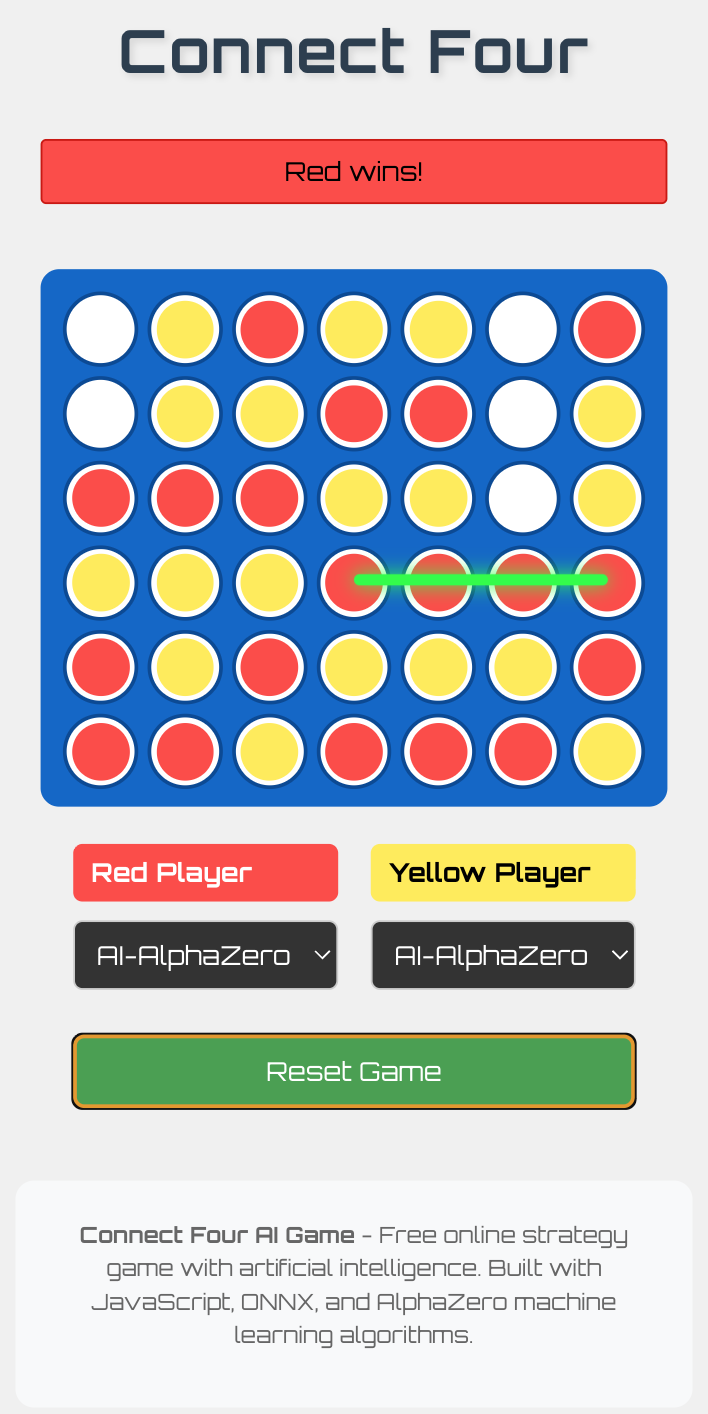 Connect Four
Red wins!
Red Player
Yellow Player
AI-AlphaZero
AI-AlphaZero
Reset Game
Connect Four AI Game - Free online strategy
game with artificial intelligence. Built with
JavaScript, ONNX, and AlphaZero machine
learning algorithms.